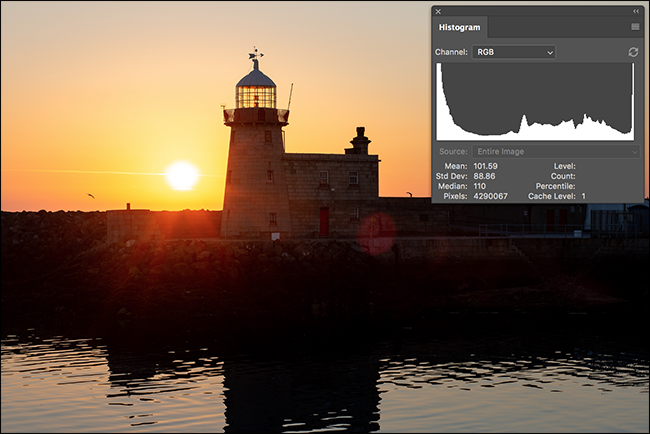 Histogram
Channel: RGB
Source: Entire Image
Mean: 101.59 Level:
Std Dev: 88.86 Count:
Median: 110 Percentile:
Pixels: 4290067 Cache Level: 1